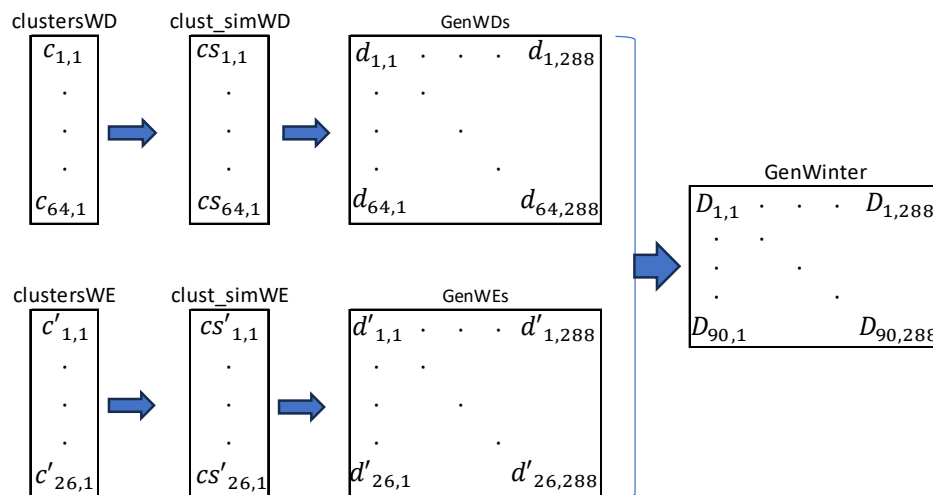 clustersWD clust_simWD GenWDs
c1,1 cs1,1 d1,1 . . . d1,288
. . . .
. . . .
. . . .
c64,1 cs64,1 d64,1 d64,288
GenWinter
D1,1 . . . D1,288
. .
. .
. .
D90,1 D90,288
clustersWE clust_simWE GenWEs
c'1,1 cs'1,1 d'1,1 . . . d'1,288
. . . .
. . . .
. . . .
c'26,1 cs'26,1 d'26,1 d'26,288